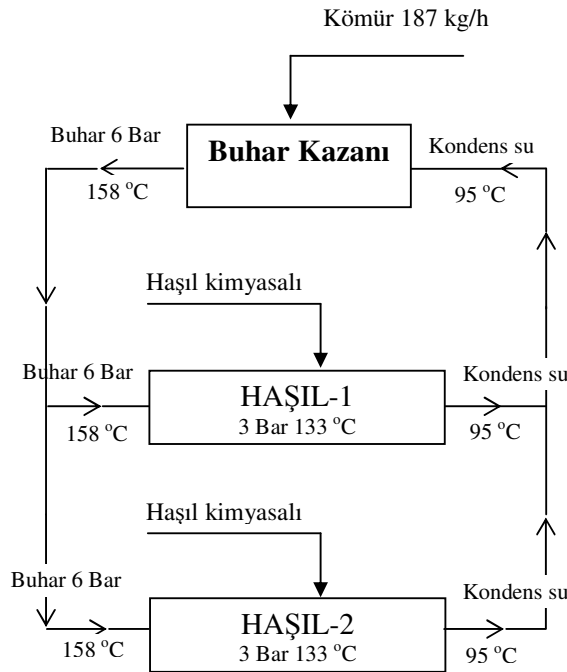 Kömür 187 kg/h
Buhar 6 Bar
158 °C
Buhar Kazanı
Kondens su
95 °C
Haşıl kimyasalı
Buhar 6 Bar
158 °C
HAŞIL-1
3 Bar 133 °C
Kondens su
95 °C
Haşıl kimyasalı
Buhar 6 Bar
158 °C
HAŞIL-2
3 Bar 133 °C
Kondens su
95 °C